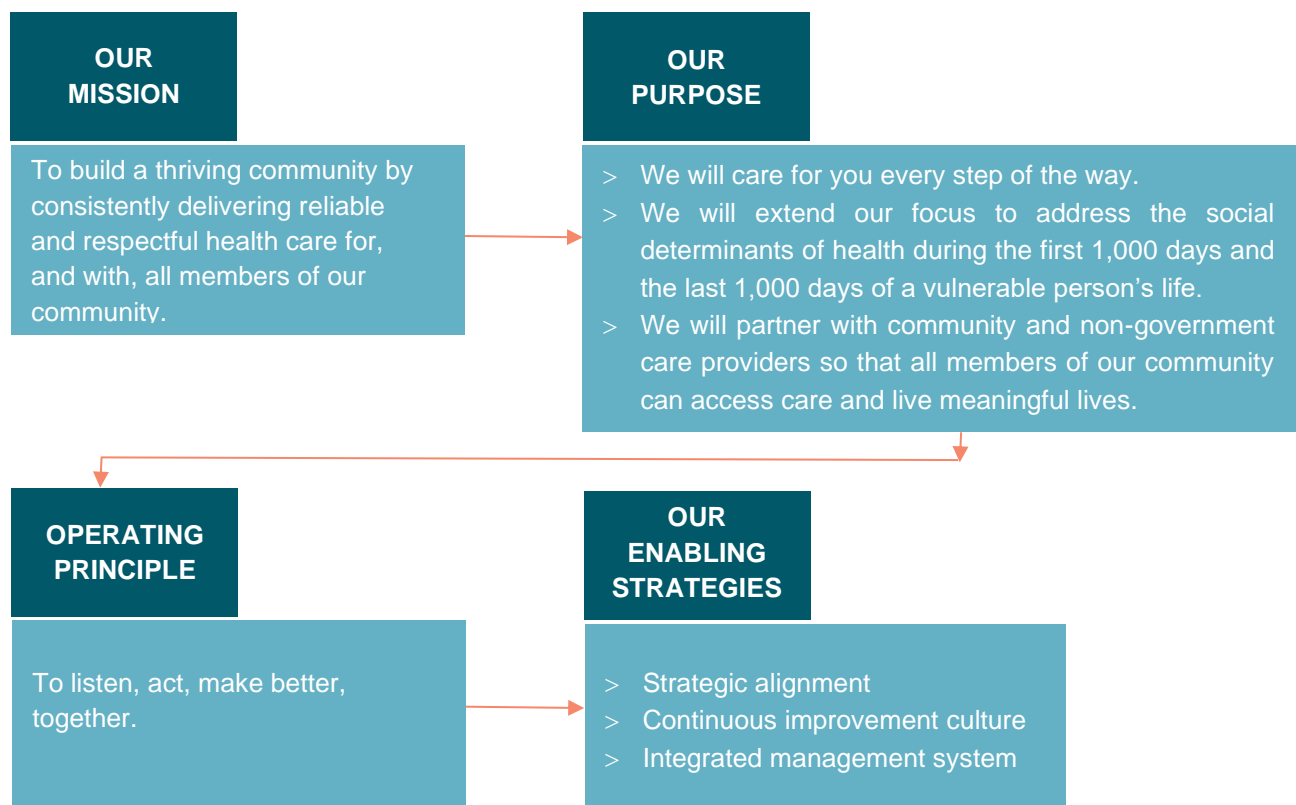 OUR
MISSION
To build a thriving community by
consistently delivering reliable
and respectful health care for,
and with, all members of our
community.
OUR
PURPOSE
> We will care for you every step of the way.
> We will extend our focus to address the social
determinants of health during the first 1,000 days and
the last 1,000 days of a vulnerable person’s life.
> We will partner with community and non-government
care providers so that all members of our community
can access care and live meaningful lives.
OPERATING
PRINCIPLE
To listen, act, make better,
together.
OUR
ENABLING
STRATEGIES
> Strategic alignment
> Continuous improvement culture
> Integrated management system